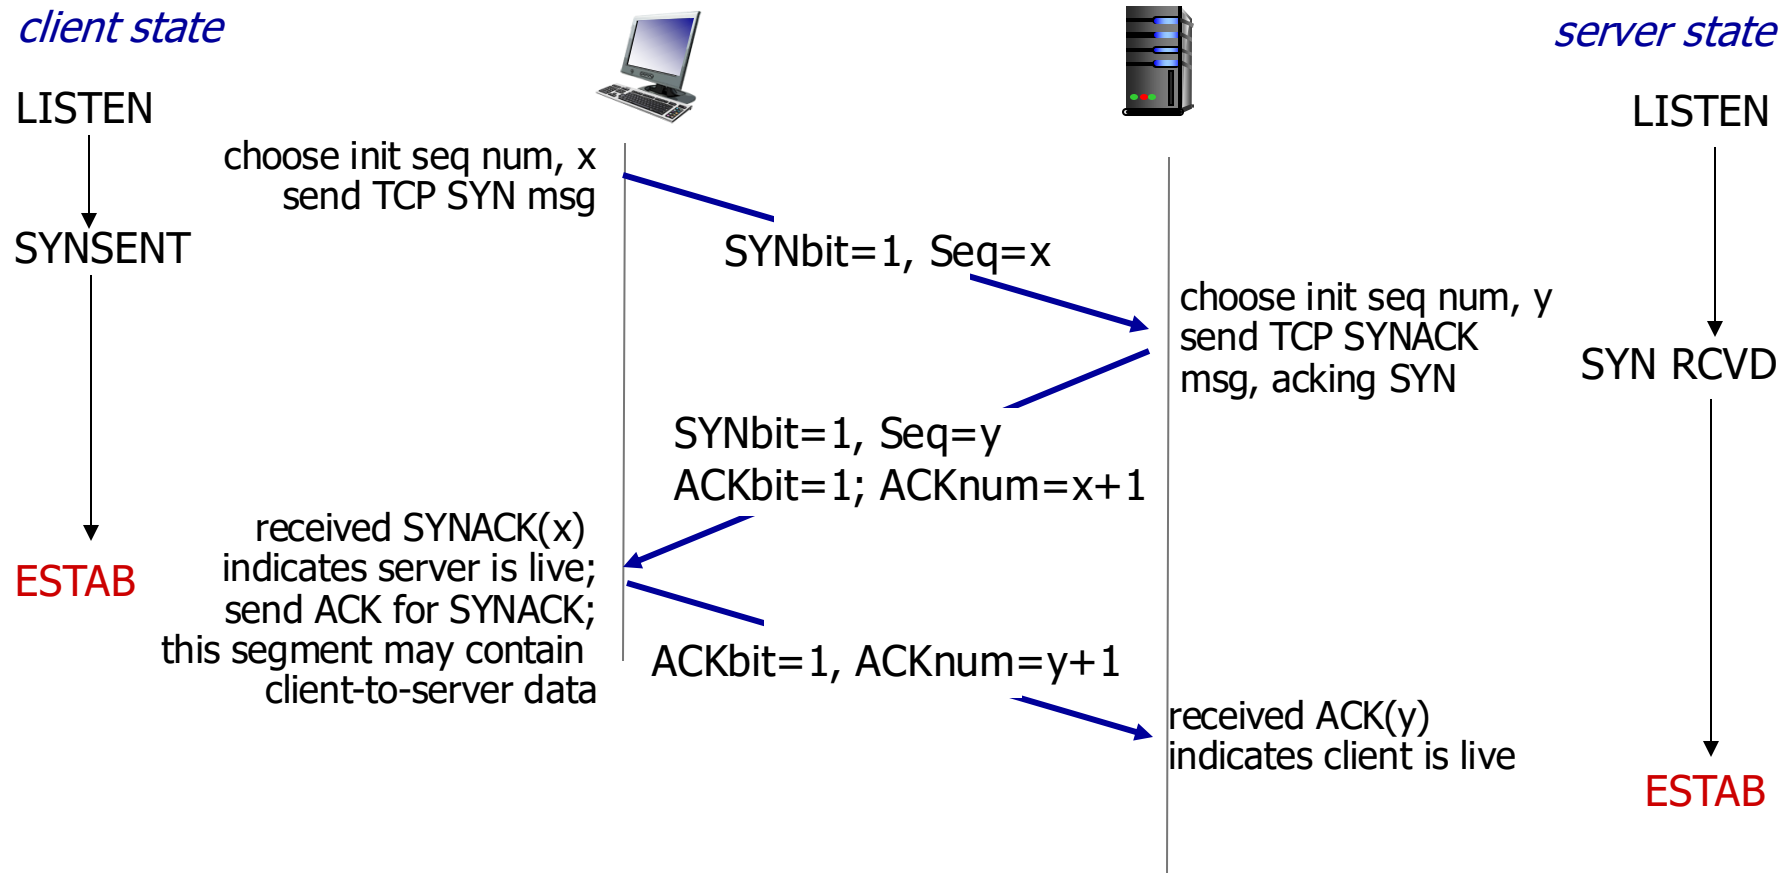 client state
server state
LISTEN
LISTEN
choose init seq num, x
send TCP SYN msg
SYNSENT
SYNbit=1, Seq=x
choose init seq num, y
send TCP SYNACK
msg, acking SYN
SYN RCVD
SYNbit=1, Seq=y
ACKbit=1; ACKnum=x+1
received SYNACK(x)
indicates server is live;
send ACK for SYNACK;
this segment may contain
client-to-server data
ESTAB
ACKbit=1, ACKnum=y+1
received ACK(y)
indicates client is live
ESTAB